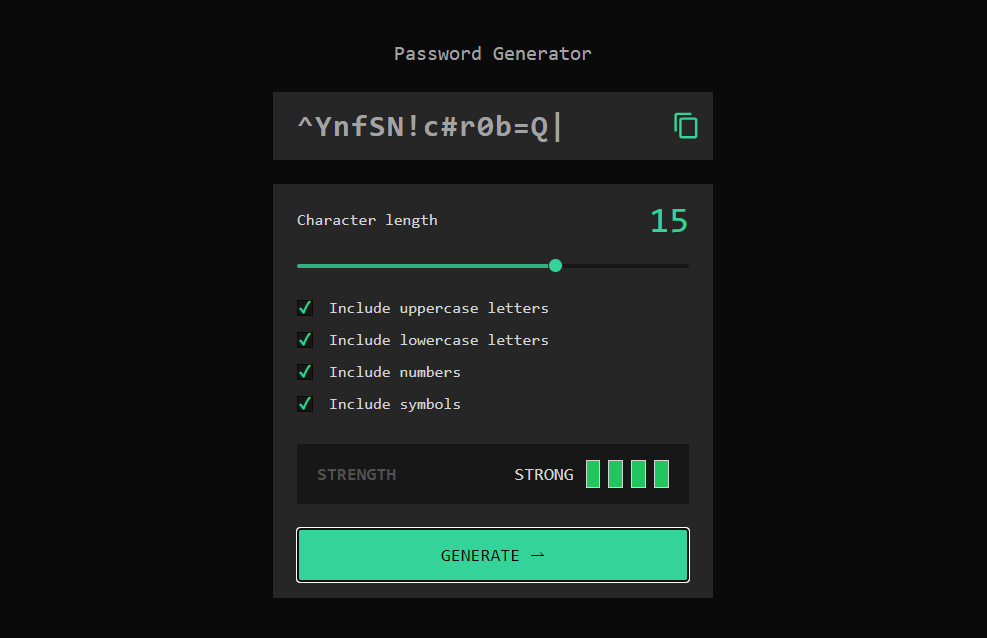 Password Generator
^YnfSN!c#r0b=Q|
Character length
15
Include uppercase letters
Include lowercase letters
Include numbers
Include symbols
STRENGTH STRONG
GENERATE →